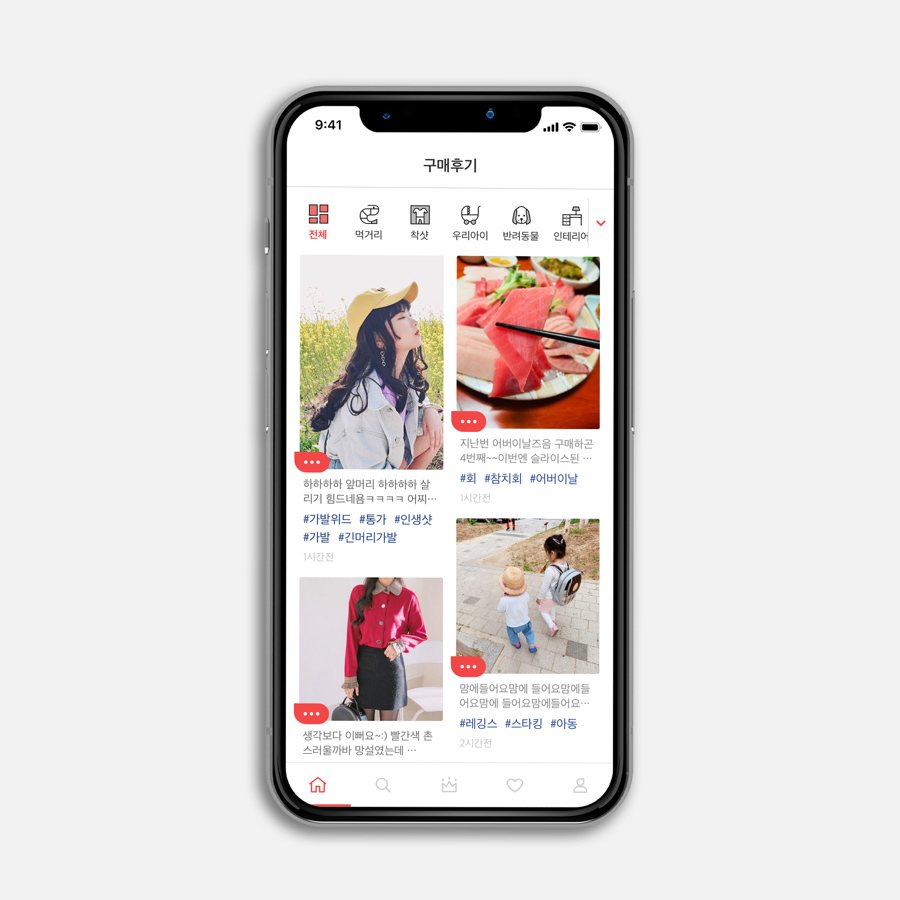 9:41
구매후기
전체 먹거리 착샷 우리아이 반려동물 인테리어
하하하하 앞머리 하하하하 살
리기 힘드네욤ㅋㅋㅋㅋ 어찌…
#가발위드 #통가 #인생샷
#가발 #긴머리가발
1시간전
생각보다 이뻐요~:) 빨간색 촌
스러울까바 망설였는데 …
지난번 어버이날즈음 구매하곤
4번째~~이번엔 슬라이스된 …
#회 #참치회 #어버이날
1시간전
맘에들어요맘에 들어요맘에들
어요맘에 들어요맘에들어요…
#레깅스 #스타킹 #아동
2시간전